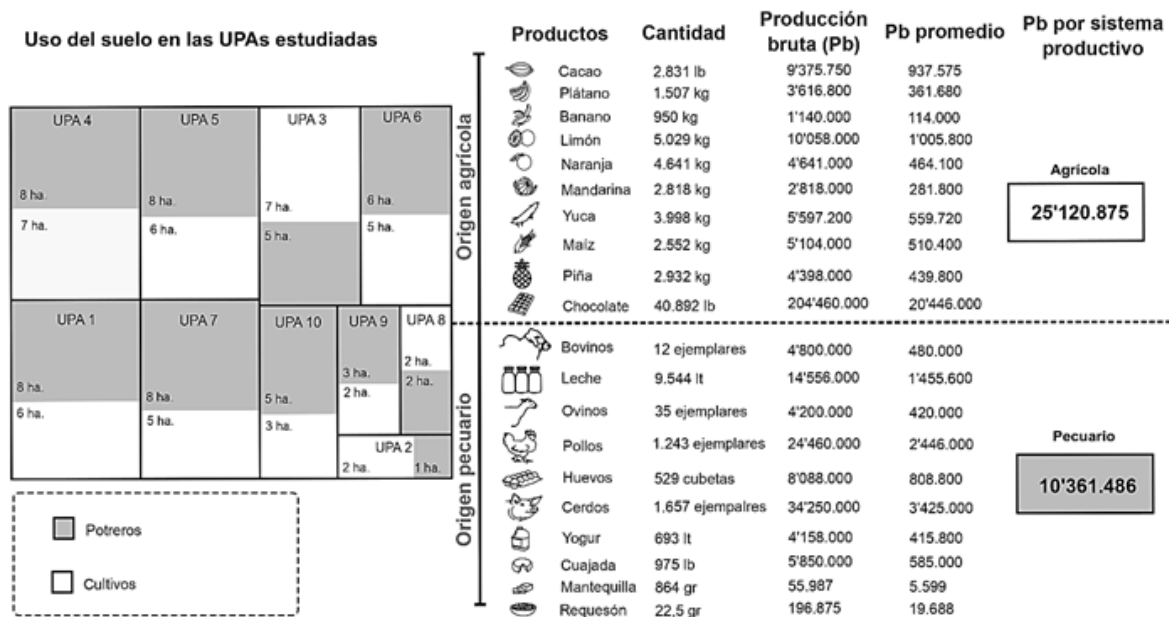 Uso del suelo en las UPAs estudiadas
UPA 4
8 ha.
7 ha.
UPA 5
8 ha.
6 ha.
UPA 3
7 ha.
5 ha.
UPA 6
6 ha.
5 ha.
UPA 1
8 ha.
6 ha.
UPA 7
8 ha.
5 ha.
UPA 10
5 ha.
3 ha.
UPA 9
3 ha.
2 ha.
UPA 8
2 ha.
2 ha.
UPA 2
2 ha.
1 ha.
Potreros
Cultivos
Origen agrícola
Origen pecuario
Productos Cantidad Producción bruta (Pb) Pb promedio Pb por sistema productivo
Cacao 2.831 lb 9'375.750 937.575
Plátano 1.507 kg 3'616.800 361.680
Banano 950 kg 1'140.000 114.000
Limón 5.029 kg 10'058.000 1'005.800
Naranja 4.641 kg 4'641.000 464.100
Mandarina 2.818 kg 2'818.000 281.800
Yuca 3.998 kg 5'597.200 559.720
Maíz 2.552 kg 5'104.000 510.400
Piña 2.932 kg 4'398.000 439.800
Chocolate 40.892 lb 204'460.000 20'446.000
Agrícola
25'120.875
Bovinos 12 ejemplares 4'800.000 480.000
Leche 9.544 lt 14'556.000 1'455.600
Ovinos 35 ejemplares 4'200.000 420.000
Pollos 1.243 ejemplares 24'460.000 2'446.000
Huevos 529 cubetas 8'088.000 808.800
Cerdos 1.657 ejempalres 34'250.000 3'425.000
Yogur 693 lt 4'158.000 415.800
Cuajada 975 lb 5'850.000 585.000
Mantequilla 864 gr 55.987 5.599
Requesón 22,5 gr 196.875 19.688
Pecuario
10'361.486